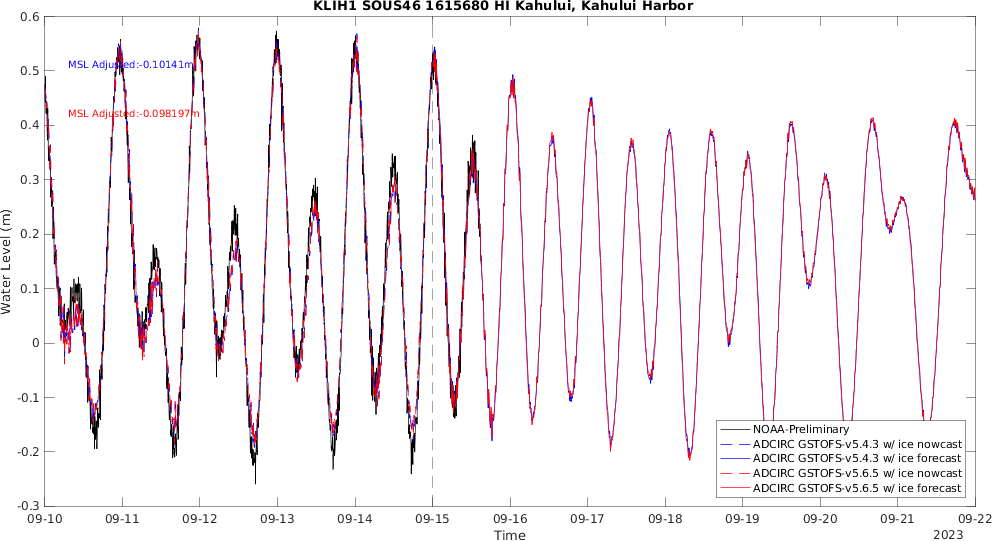 KLIH1 SOUS46 1615680 HI Kahului, Kahului Harbor
0.6
0.5
0.4
0.3
0.2
0.1
0
-0.1
-0.2
-0.3
Water Level (m)
MSL Adjusted:-0.10141m
MSL Adjusted:-0.098197m
NOAA-Preliminary
ADCIRC GSTOFS-v5.4.3 w/ ice nowcast
ADCIRC GSTOFS-v5.4.3 w/ ice forecast
ADCIRC GSTOFS-v5.6.5 w/ ice nowcast
ADCIRC GSTOFS-v5.6.5 w/ ice forecast
09-10 09-11 09-12 09-13 09-14 09-15 09-16 09-17 09-18 09-19 09-20 09-21 09-22
Time
2023